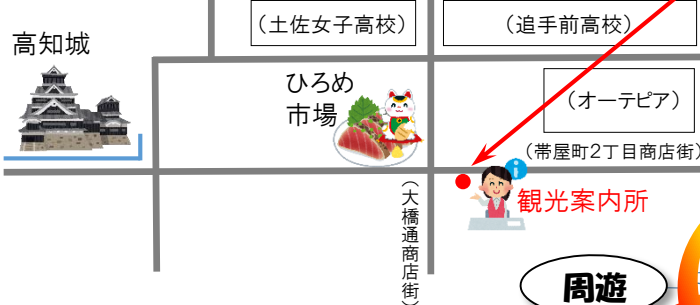 （土佐女子高校）
（追手前高校）
高知城
ひろめ
市場
（オーテピア）
（帯屋町2丁目商店街）
i
観光案内所
（大橋通商店街）
周遊